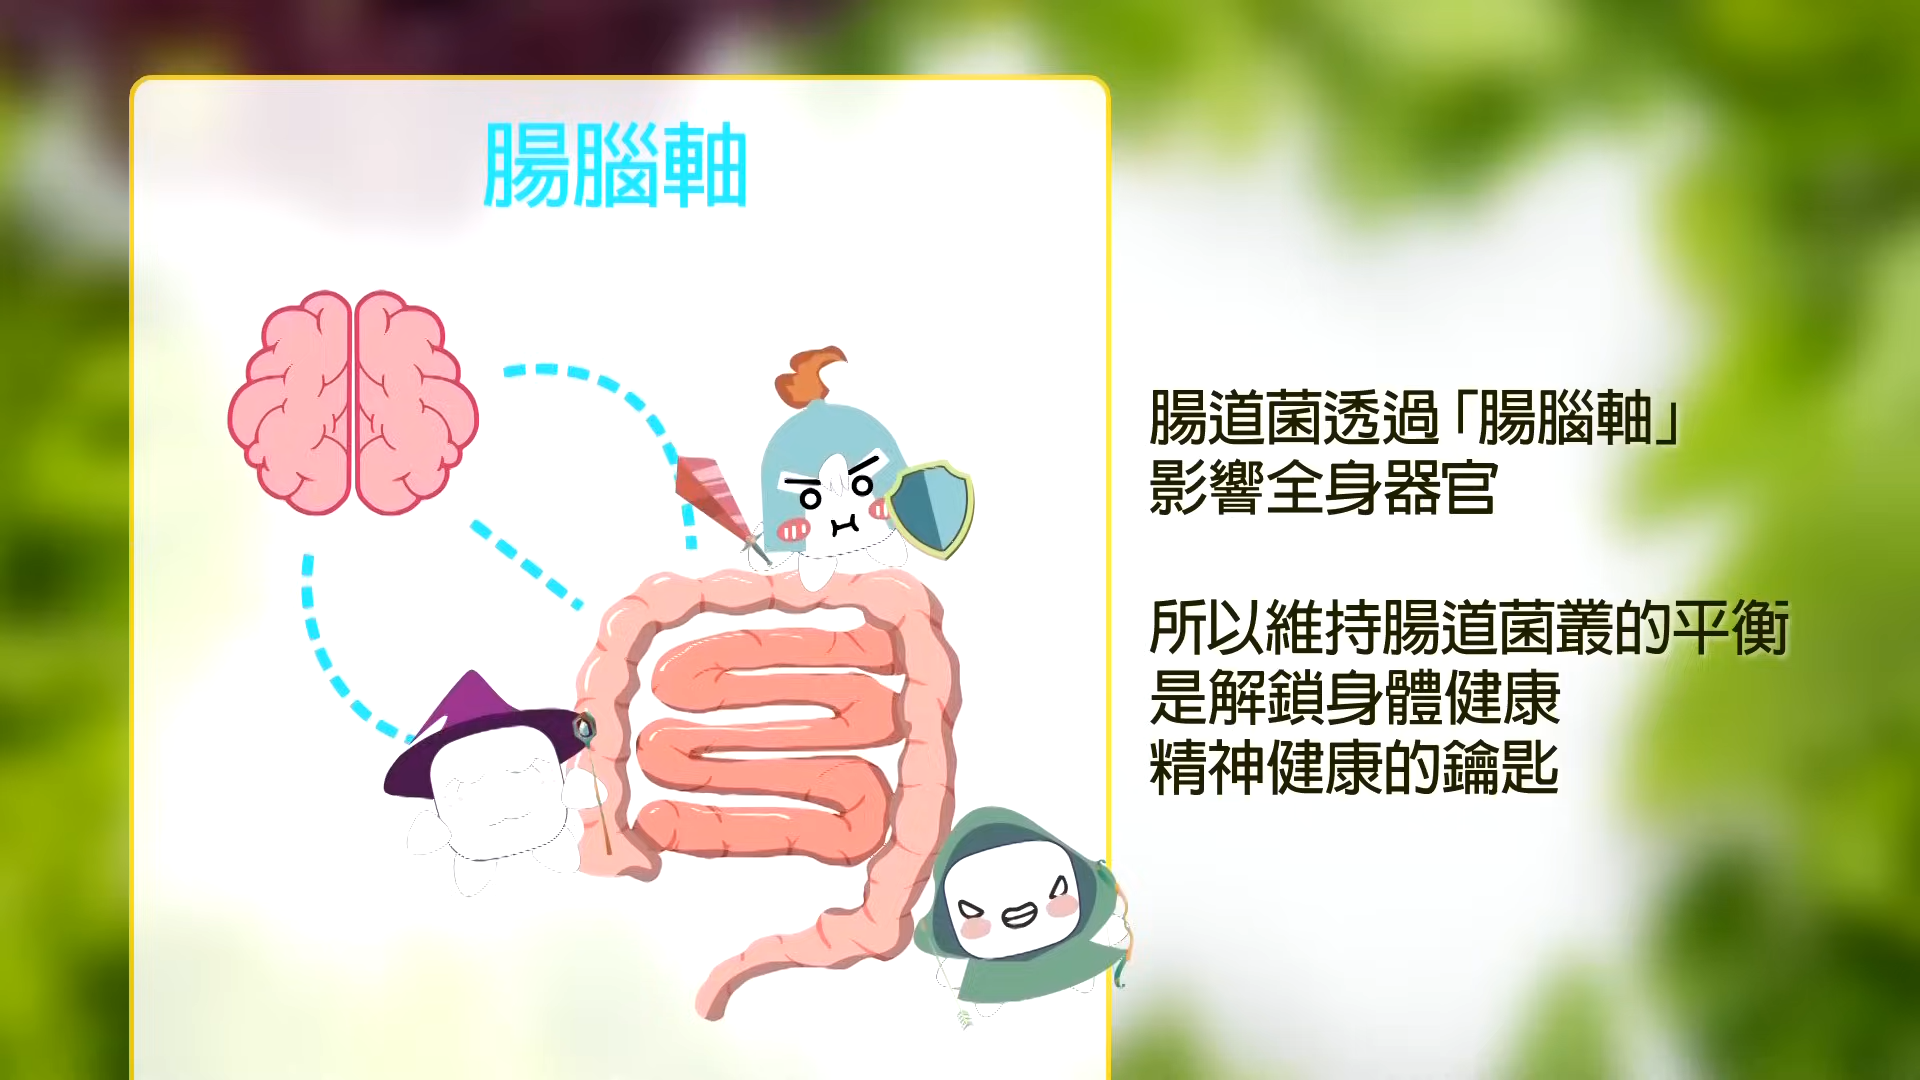 腸腦軸
腸道菌透過「腸腦軸」
影響全身器官
所以維持腸道菌叢的平衡
是解鎖身體健康
精神健康的鑰匙